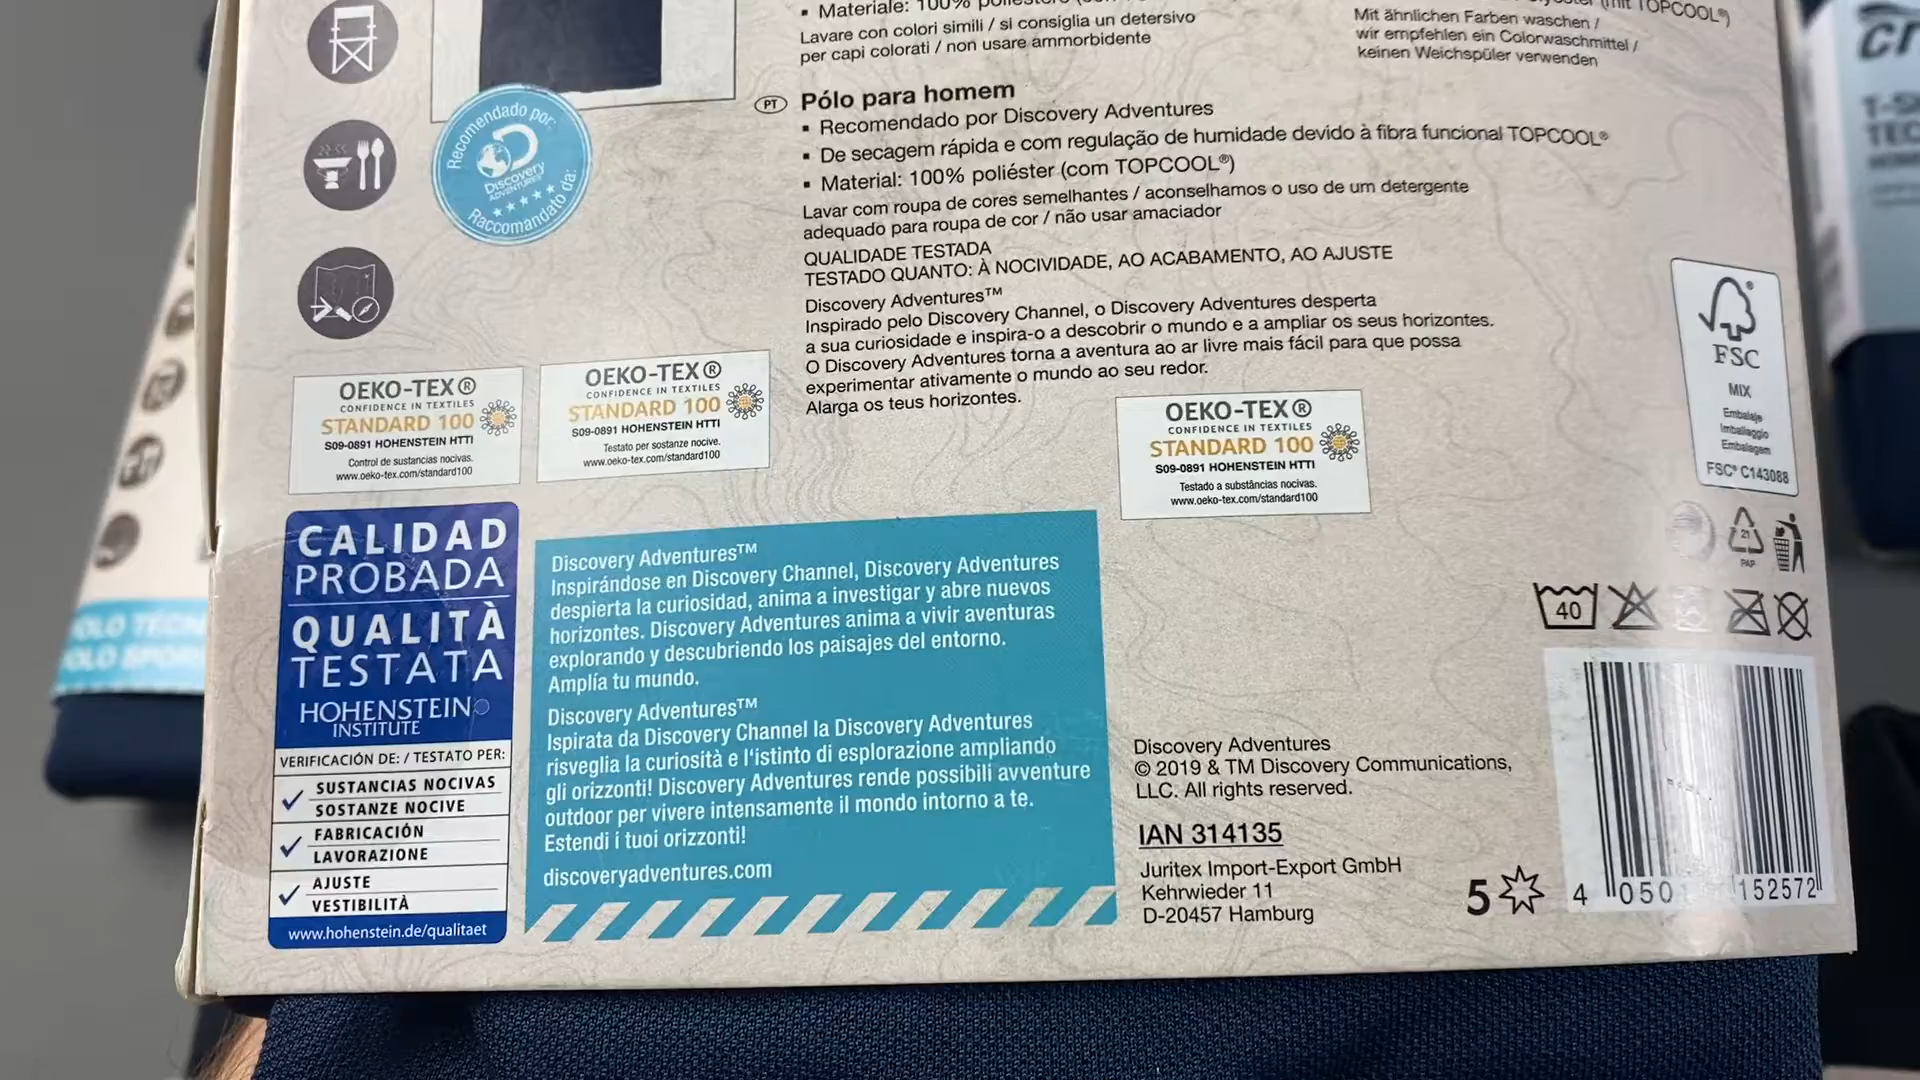 Materiale: 100%
Lavare con colori simili / si consiglia un detersivo
per capi colorati / non usare ammorbidente
(mit TOPCOOL®)
Mit ähnlichen Farben waschen /
wir empfehlen ein Colorwaschmittel /
keinen Weichspüler verwenden
PT Pólo para homem
▪ Recomendado por Discovery Adventures
▪ De secagem rápida e com regulação de humidade devido à fibra funcional TOPCOOL®
▪ Material: 100% poliéster (com TOPCOOL®)
Lavar com roupa de cores semelhantes / aconselhamos o uso de um detergente
adequado para roupa de cor / não usar amaciador
QUALIDADE TESTADA
TESTADO QUANTO: À NOCIVIDADE, AO ACABAMENTO, AO AJUSTE
Discovery Adventures™
Inspirado pelo Discovery Channel, o Discovery Adventures desperta
a sua curiosidade e inspira-o a descobrir o mundo e a ampliar os seus horizontes.
O Discovery Adventures torna a aventura ao ar livre mais fácil para que possa
experimentar ativamente o mundo ao seu redor.
Alarga os teus horizontes.
Recomendado por:
Discovery
ADVENTURES
Raccomandato da:
OEKO-TEX®
CONFIDENCE IN TEXTILES
STANDARD 100
S09-0891 HOHENSTEIN HTTI
Control de sustancias nocivas.
www.oeko-tex.com/standard100
OEKO-TEX®
CONFIDENCE IN TEXTILES
STANDARD 100
S09-0891 HOHENSTEIN HTTI
Testato per sostanze nocive.
www.oeko-tex.com/standard100
OEKO-TEX®
CONFIDENCE IN TEXTILES
STANDARD 100
S09-0891 HOHENSTEIN HTTI
Testado a substâncias nocivas.
www.oeko-tex.com/standard100
FSC
MIX
Embalaje
Imballaggio
Embalagem
FSC® C143088
21
PAP
40
CALIDAD
PROBADA
QUALITÀ
TESTATA
HOHENSTEIN
INSTITUTE
VERIFICACIÓN DE: / TESTATO PER:
SUSTANCIAS NOCIVAS
SOSTANZE NOCIVE
FABRICACIÓN
LAVORAZIONE
AJUSTE
VESTIBILITÀ
www.hohenstein.de/qualitaet
Discovery Adventures™
Inspirándose en Discovery Channel, Discovery Adventures
despierta la curiosidad, anima a investigar y abre nuevos
horizontes. Discovery Adventures anima a vivir aventuras
explorando y descubriendo los paisajes del entorno.
Amplía tu mundo.
Discovery Adventures™
Ispirata da Discovery Channel la Discovery Adventures
risveglia la curiosità e l'istinto di esplorazione ampliando
gli orizzonti! Discovery Adventures rende possibili avventure
outdoor per vivere intensamente il mondo intorno a te.
Estendi i tuoi orizzonti!
discoveryadventures.com
Discovery Adventures
© 2019 & TM Discovery Communications,
LLC. All rights reserved.
IAN 314135
Juritex Import-Export GmbH
Kehrwieder 11
D-20457 Hamburg
5
4 050 152572